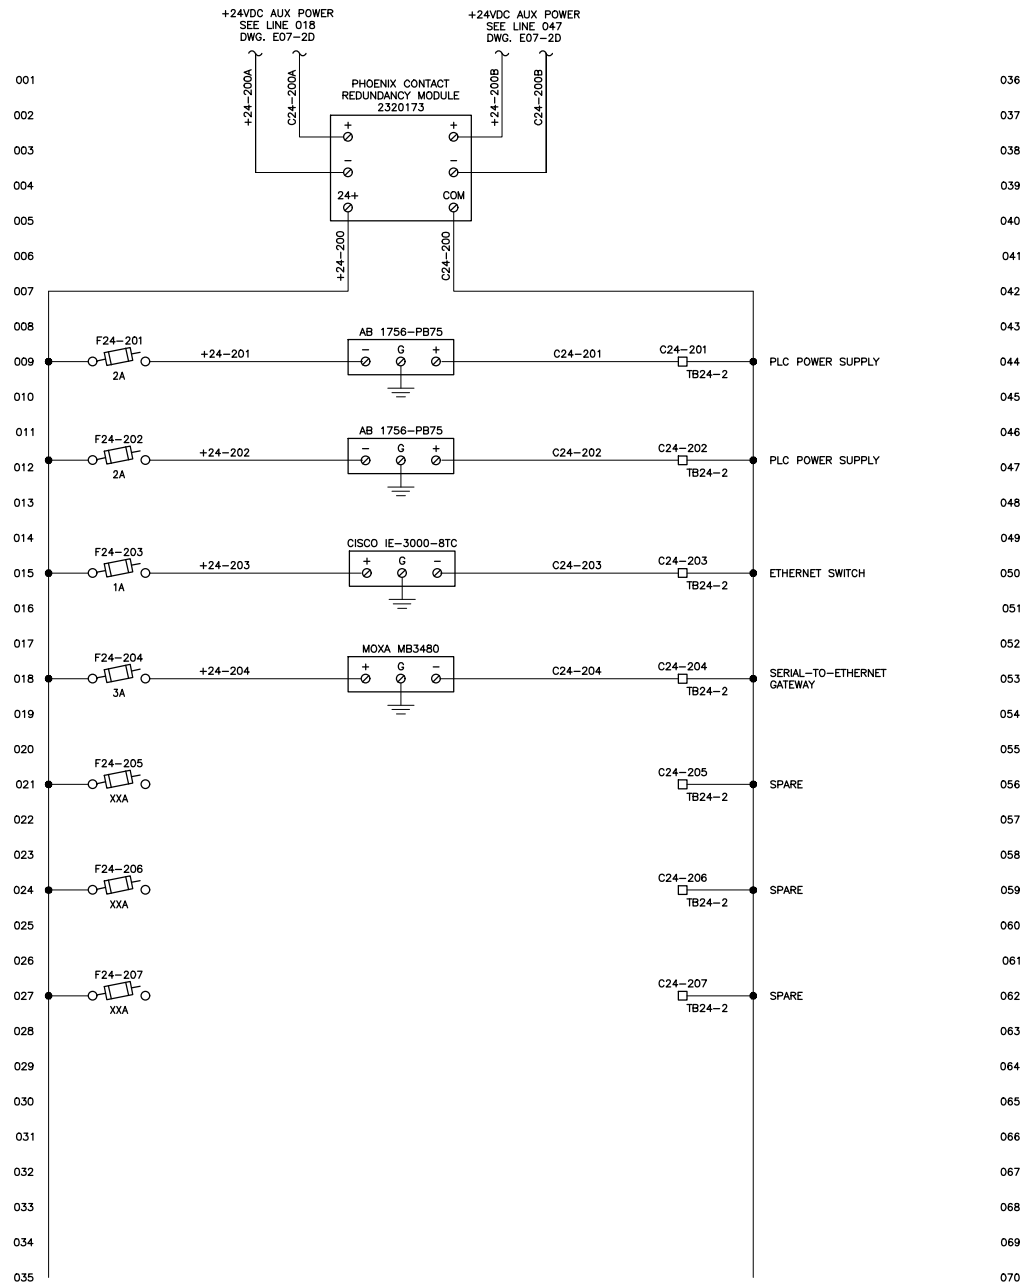 +24VDC AUX POWER
SEE LINE 018
DWG. E07-2D
+24VDC AUX POWER
SEE LINE 047
DWG. E07-2D
+24-200A
C24-200A
+24-200B
C24-200B
001
036
PHOENIX CONTACT
REDUNDANCY MODULE
2320173
002
037
+
+
003
038
-
-
004
039
24+
COM
005
040
+24-200
C24-200
006
041
007
042
008
043
F24-201
AB 1756-PB75
009
+24-201
- G +
C24-201
C24-201
PLC POWER SUPPLY
044
2A
TB24-2
010
045
011
046
F24-202
AB 1756-PB75
012
+24-202
- G +
C24-202
C24-202
PLC POWER SUPPLY
047
2A
TB24-2
013
048
014
049
F24-203
CISCO IE-3000-8TC
015
+24-203
+ G -
C24-203
C24-203
ETHERNET SWITCH
050
1A
TB24-2
016
051
017
052
F24-204
MOXA MB3480
018
+24-204
+ G -
C24-204
C24-204
SERIAL-TO-ETHERNET
GATEWAY
053
3A
TB24-2
019
054
020
055
F24-205
C24-205
021
SPARE
056
XXA
TB24-2
022
057
023
058
F24-206
C24-206
024
SPARE
059
XXA
TB24-2
025
060
026
061
F24-207
C24-207
027
SPARE
062
XXA
TB24-2
028
063
029
064
030
065
031
066
032
067
033
068
034
069
035
070